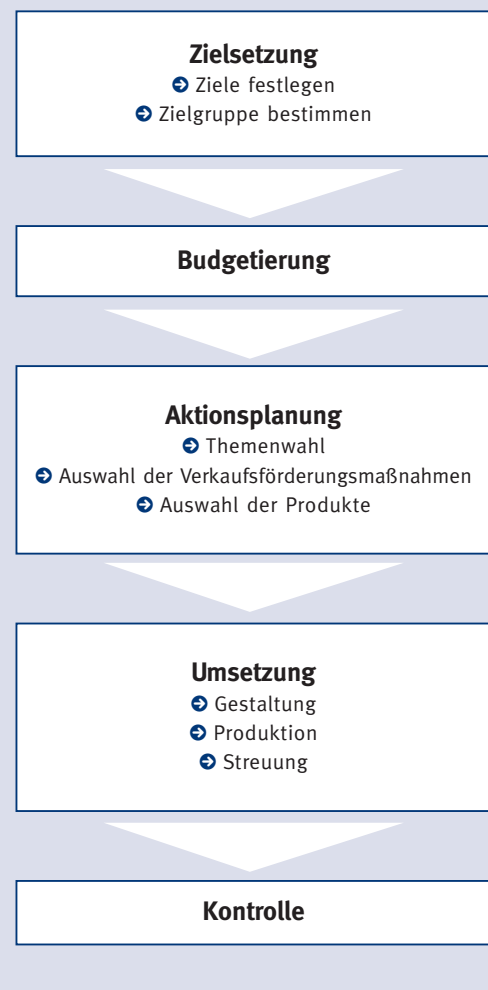 Zielsetzung
➲ Ziele festlegen
➲ Zielgruppe bestimmen
Budgetierung
Aktionsplanung
➲ Themenwahl
➲ Auswahl der Verkaufsförderungsmaßnahmen
➲ Auswahl der Produkte
Umsetzung
➲ Gestaltung
➲ Produktion
➲ Streuung
Kontrolle